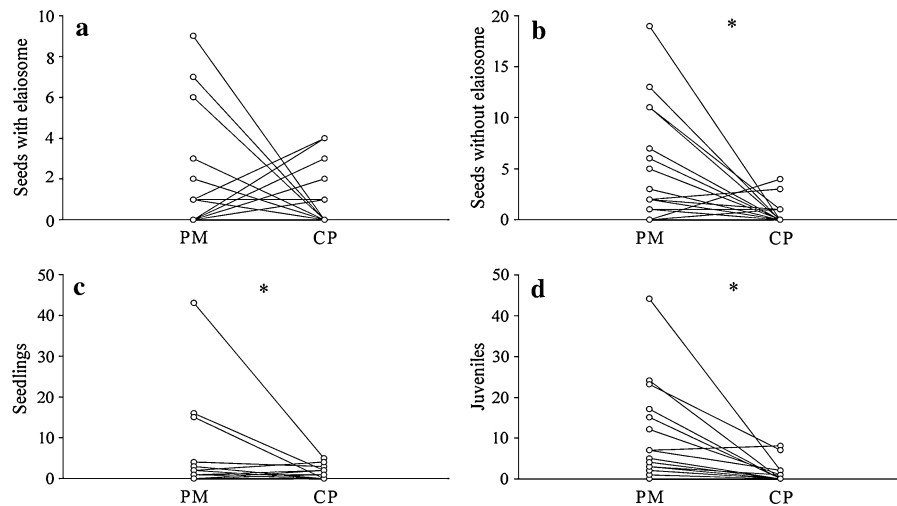 a
Seeds with elaiosome
10
8
6
4
2
0
PM CP
b
*
Seeds without elaiosome
20
15
10
5
0
PM CP
c
*
Seedlings
50
40
30
20
10
0
PM CP
d
*
Juveniles
50
40
30
20
10
0
PM CP